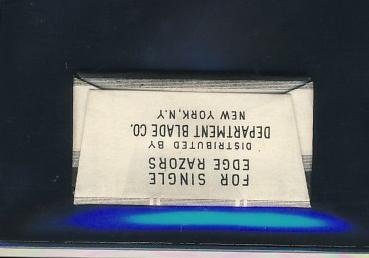 FOR SINGLE
EDGE RAZORS
DISTRIBUTED BY
DEPARTMENT BLADE CO.
NEW YORK, N.Y